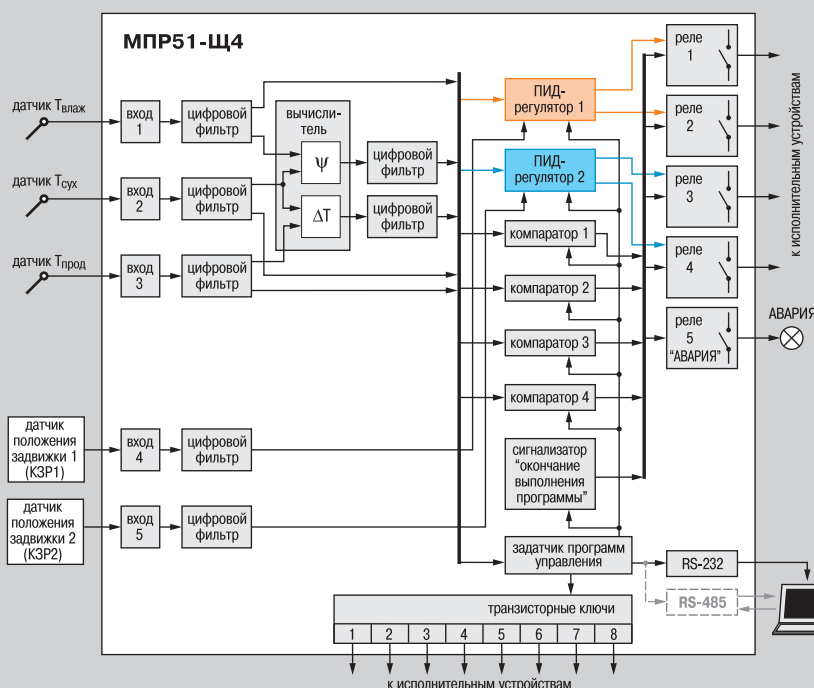 МПР51-Щ4
датчик Tвлаж
вход
1
цифровой
фильтр
датчик Tсух
вход
2
цифровой
фильтр
датчик Tпрод
вход
3
цифровой
фильтр
вычисли-
тель
ψ
ΔT
цифровой
фильтр
цифровой
фильтр
датчик
положения
задвижки 1
(КЗР1)
вход
4
цифровой
фильтр
датчик
положения
задвижки 2
(КЗР2)
вход
5
цифровой
фильтр
ПИД-
регулятор 1
ПИД-
регулятор 2
компаратор 1
компаратор 2
компаратор 3
компаратор 4
сигнализатор
“окончание
выполнения
программы”
задатчик программ
управления
реле
1
реле
2
реле
3
реле
4
реле
5
“АВАРИЯ”
к исполнительным устройствам
АВАРИЯ
RS-232
RS-485
транзисторные ключи
1 2 3 4 5 6 7 8
к исполнительным устройствам